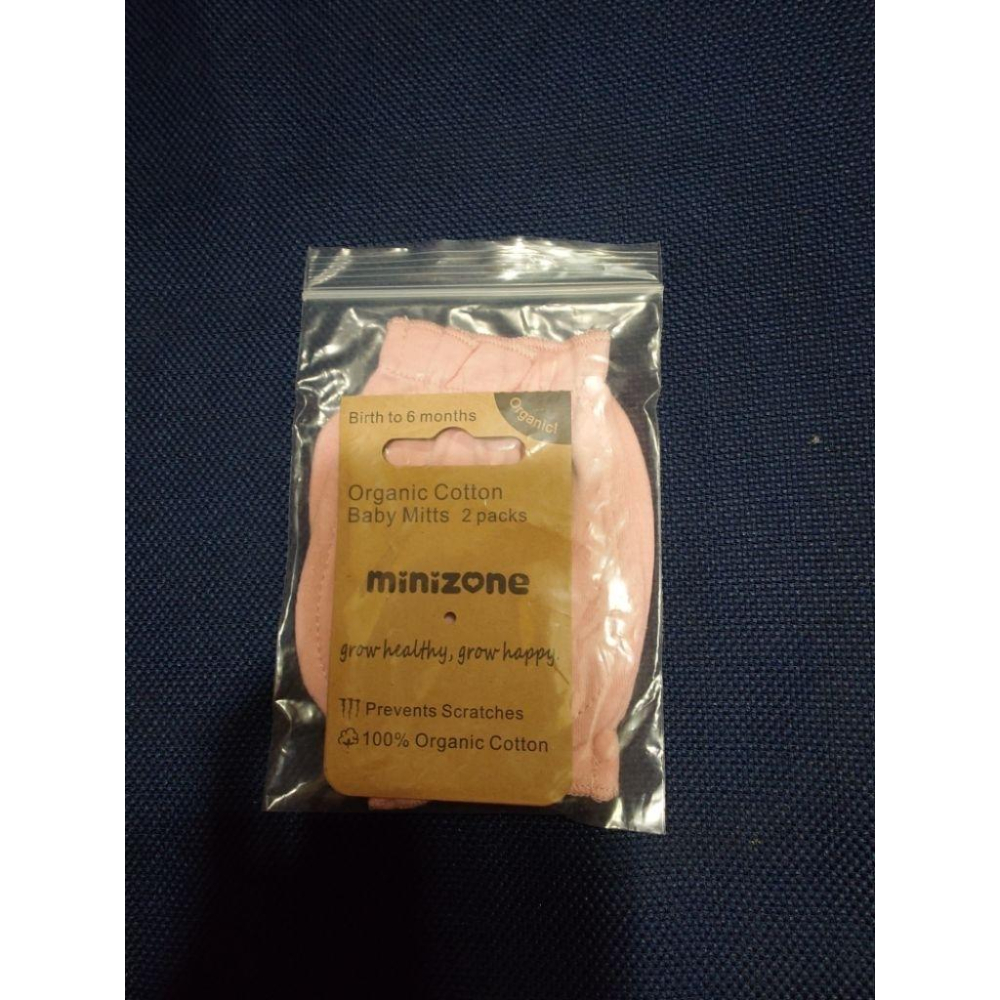 Birth to 6 months
Organic!
Organic Cotton
Baby Mitts 2 packs
minizone
grow healthy, grow happy.
Prevents Scratches
100% Organic Cotton